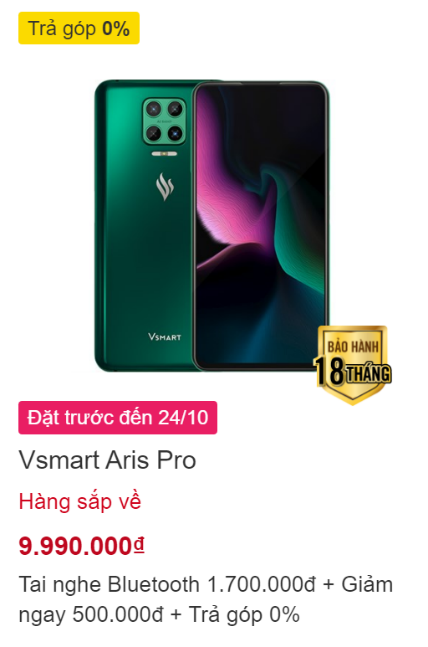 Trả góp 0%
VSMART
BẢO HÀNH
18 THÁNG
Đặt trước đến 24/10
Vsmart Aris Pro
Hàng sắp về
9.990.000₫
Tai nghe Bluetooth 1.700.000đ + Giảm
ngay 500.000đ + Trả góp 0%